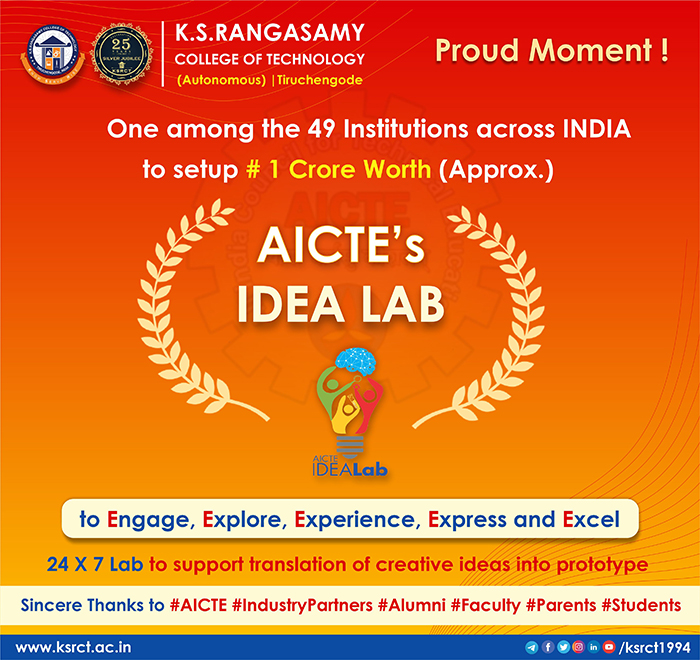 K.S.RANGASAMY
COLLEGE OF TECHNOLOGY
(Autonomous) | Tiruchengode
25
SILVER JUBILEE
KSRCT
Proud Moment !
One among the 49 Institutions across INDIA
to setup # 1 Crore Worth (Approx.)
AICTE
AICTE's
IDEA LAB
AICTE
IDEALab
to Engage, Explore, Experience, Express and Excel
24 X 7 Lab to support translation of creative ideas into prototype
Sincere Thanks to #AICTE #IndustryPartners #Alumni #Faculty #Parents #Students
www.ksrct.ac.in
/ksrct1994